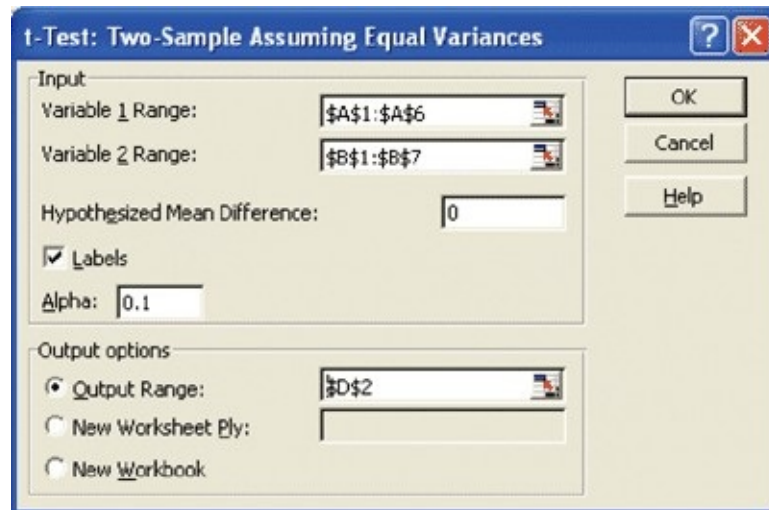 t-Test: Two-Sample Assuming Equal Variances
Input
Variable 1 Range:
$A$1:$A$6
Variable 2 Range:
$B$1:$B$7
Hypothesized Mean Difference:
0
Labels
Alpha:
0.1
OK
Cancel
Help
Output options
Output Range:
$D$2
New Worksheet Ply:
New Workbook